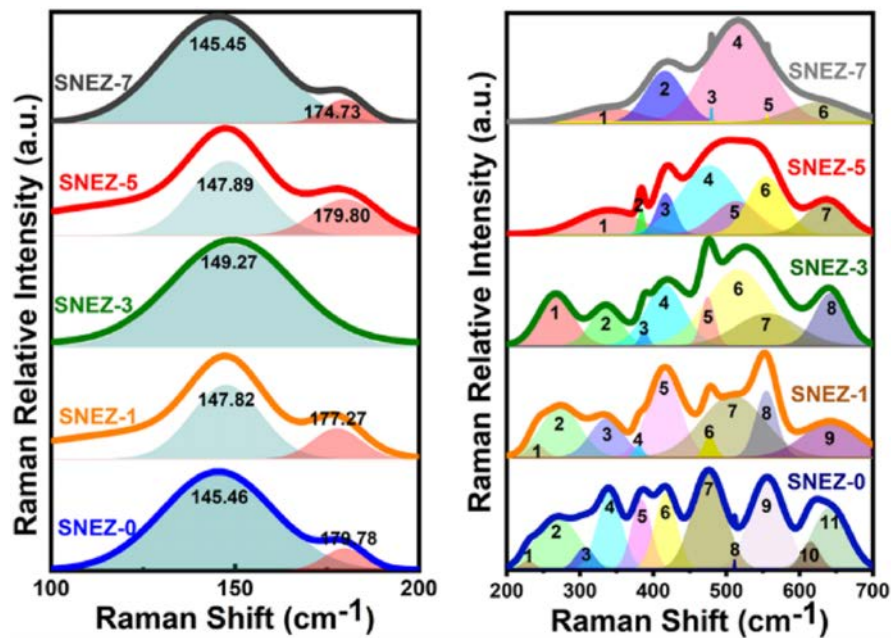 Raman Relative Intensity (a.u.)
SNEZ-7
145.45
174.73
SNEZ-5
147.89
179.80
SNEZ-3
149.27
SNEZ-1
147.82
177.27
SNEZ-0
145.46
179.78
100 150 200
Raman Shift (cm-1)
Raman Relative Intensity (a.u.)
SNEZ-7
1 2 3 4 5 6
SNEZ-5
1 2 3 4 5 6 7
SNEZ-3
1 2 3 4 5 6 7 8
SNEZ-1
1 2 3 4 5 6 7 8 9
SNEZ-0
1 2 3 4 5 6 7 8 9 10 11
200 300 400 500 600 700
Raman Shift (cm-1)